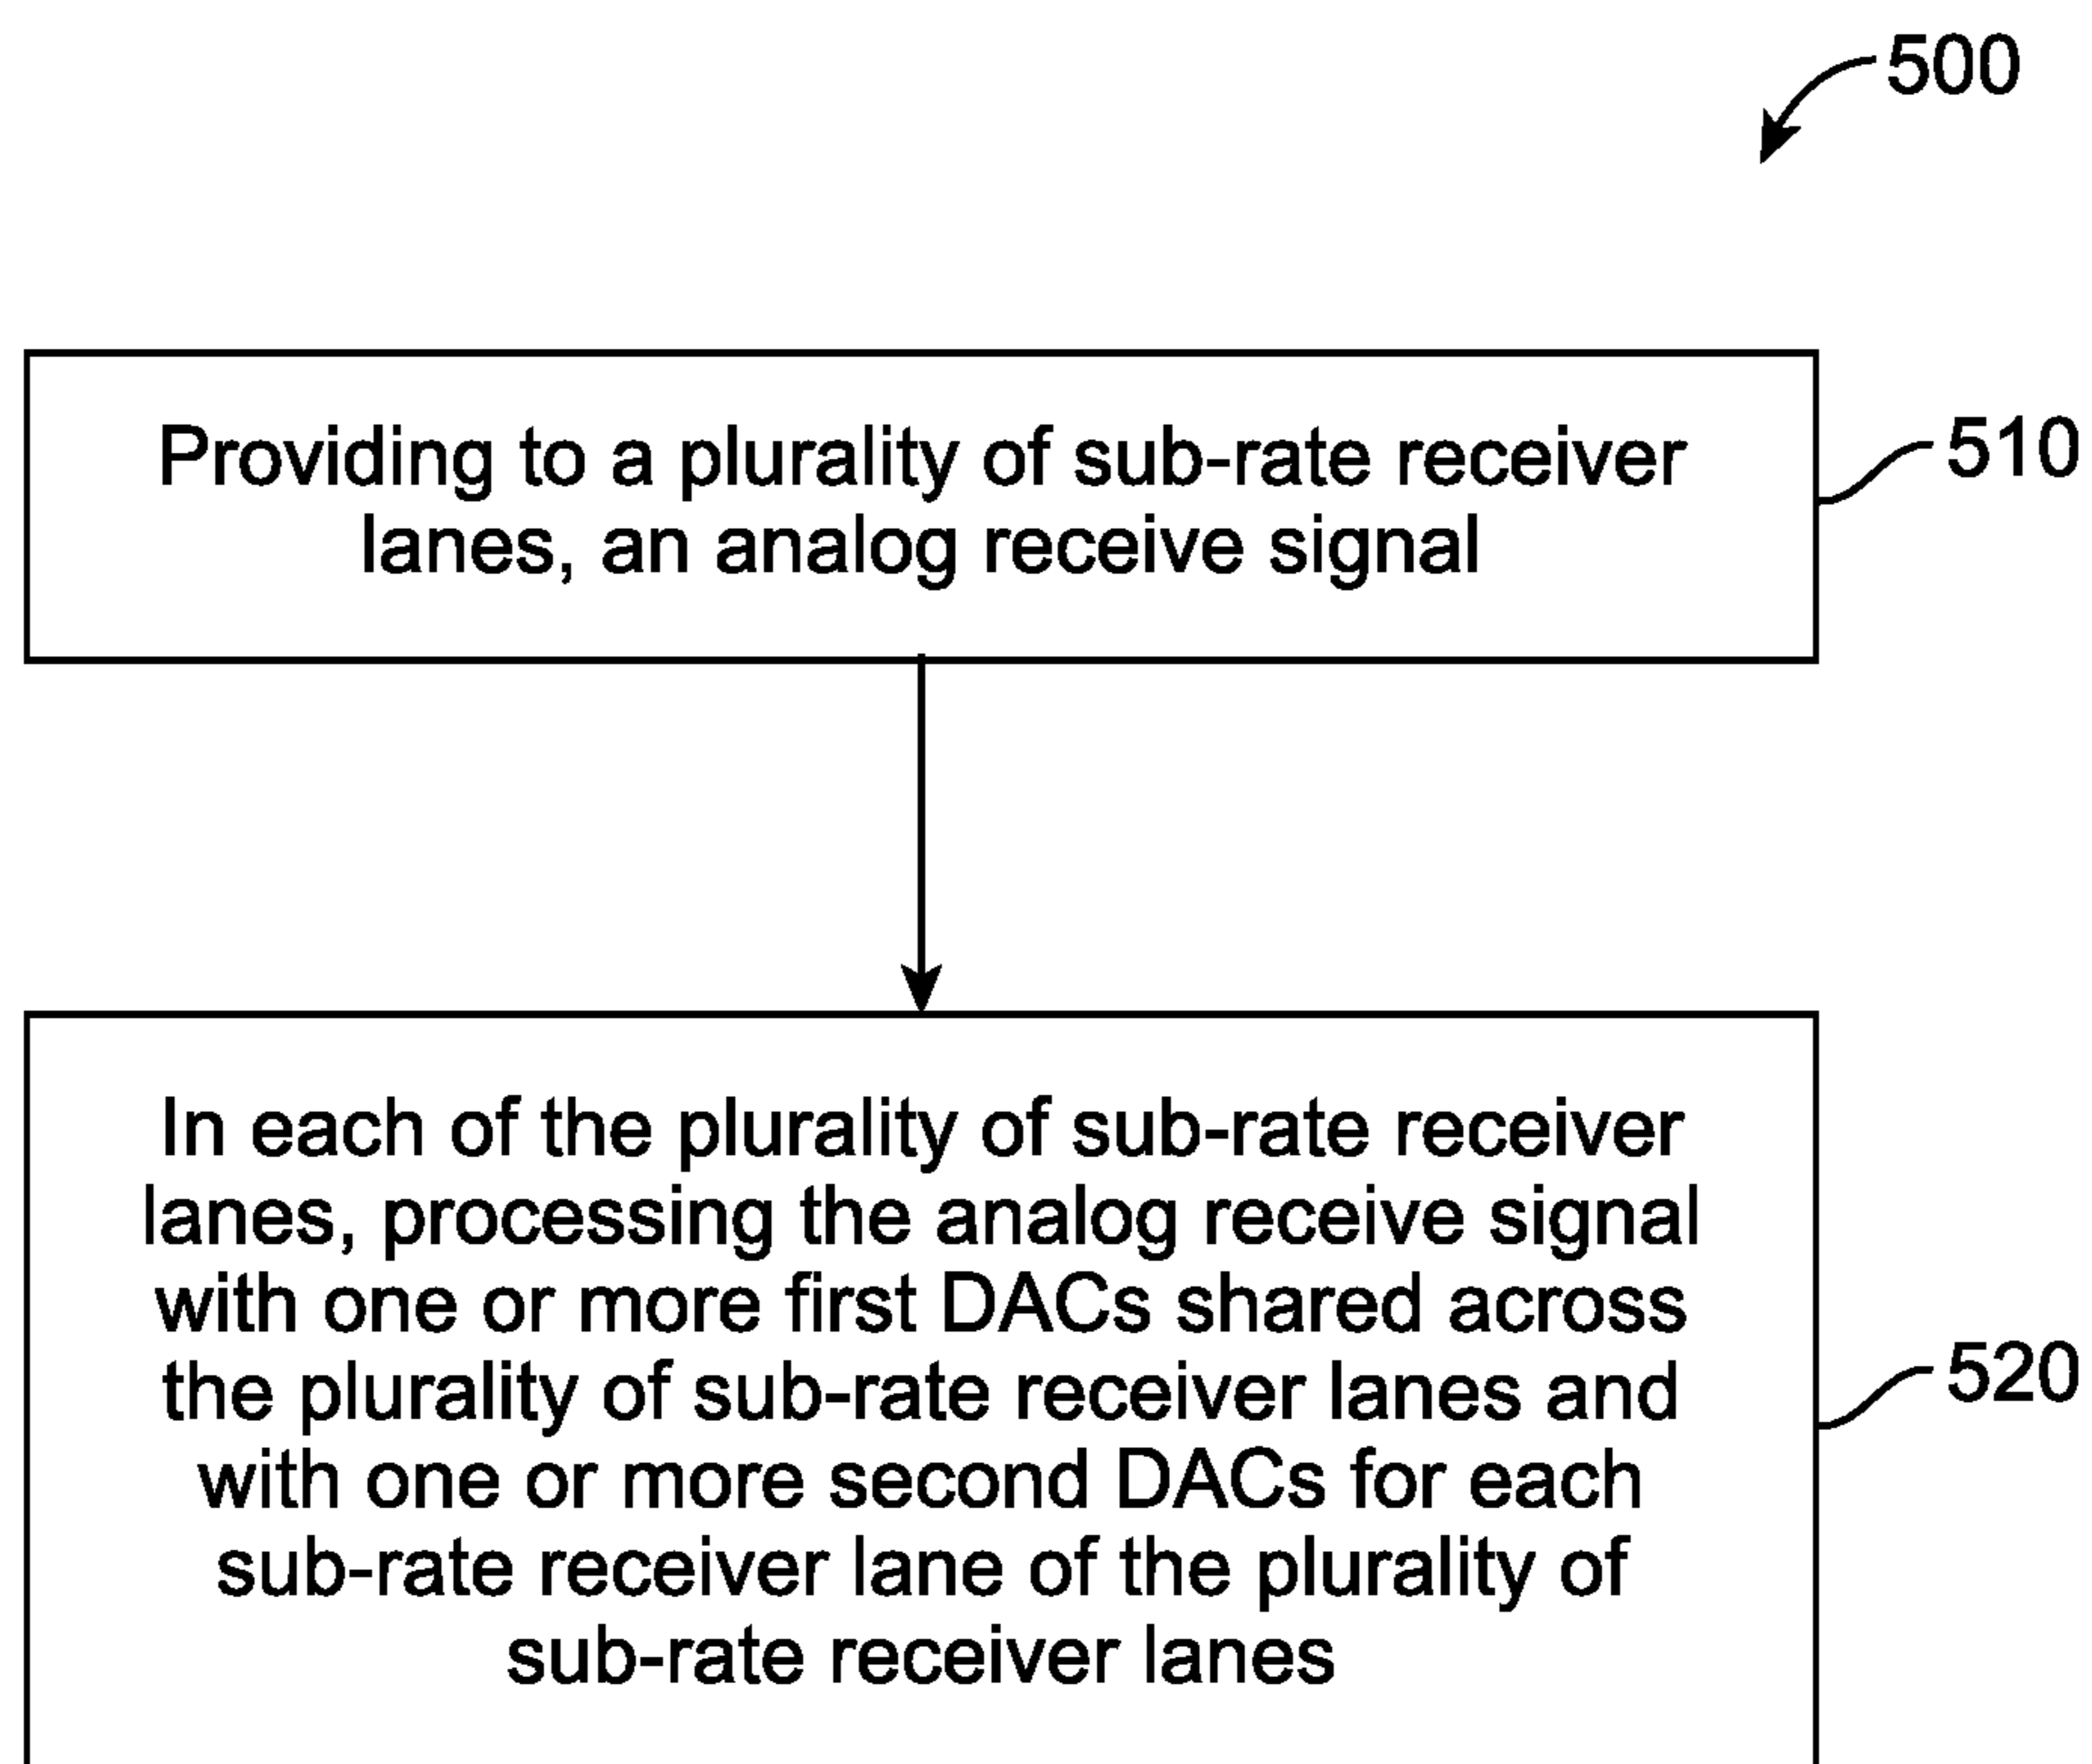 500
Providing to a plurality of sub-rate receiver
lanes, an analog receive signal
510
In each of the plurality of sub-rate receiver
lanes, processing the analog receive signal
with one or more first DACs shared across
the plurality of sub-rate receiver lanes and
with one or more second DACs for each
sub-rate receiver lane of the plurality of
sub-rate receiver lanes
520